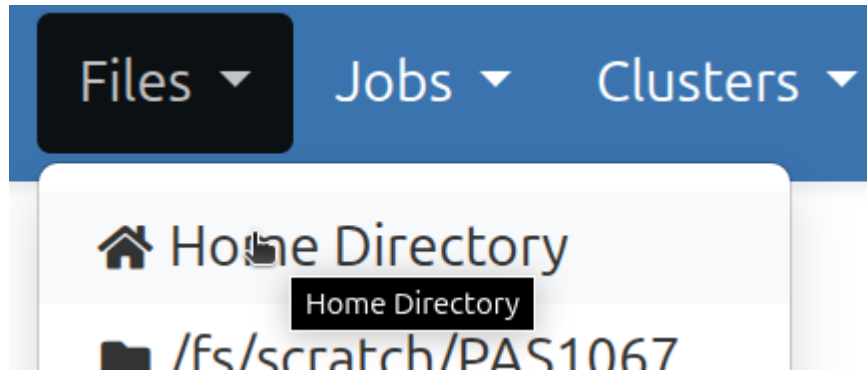 Files Jobs Clusters
Home Directory
Home Directory
/fs/scratch/PAS1067